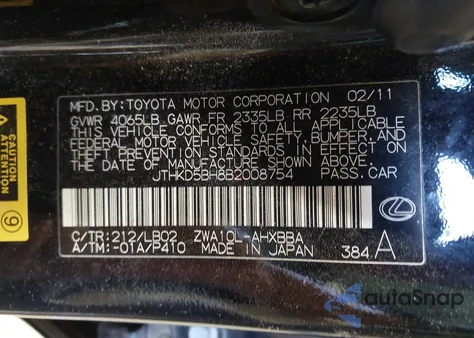 MFD.BY:TOYOTA MOTOR CORPORATION 02/11
GVWR 4065LB GAWR FR 2335LB RR 2235LB
THIS VEHICLE CONFORMS TO ALL APPLICABLE
FEDERAL MOTOR VEHICLE SAFETY, BUMPER, AND
THEFT PREVENTION STANDARDS IN EFFECT ON
THE DATE OF MANUFACTURE SHOWN ABOVE.
JTHKD5BH8B2008754 PASS.CAR
C/TR:212/LB02 ZWA10L-AHXBBA
A/TM:-01A/P410 MADE IN JAPAN 384 A
CAUTION
ATTENTION
9
autoSnap